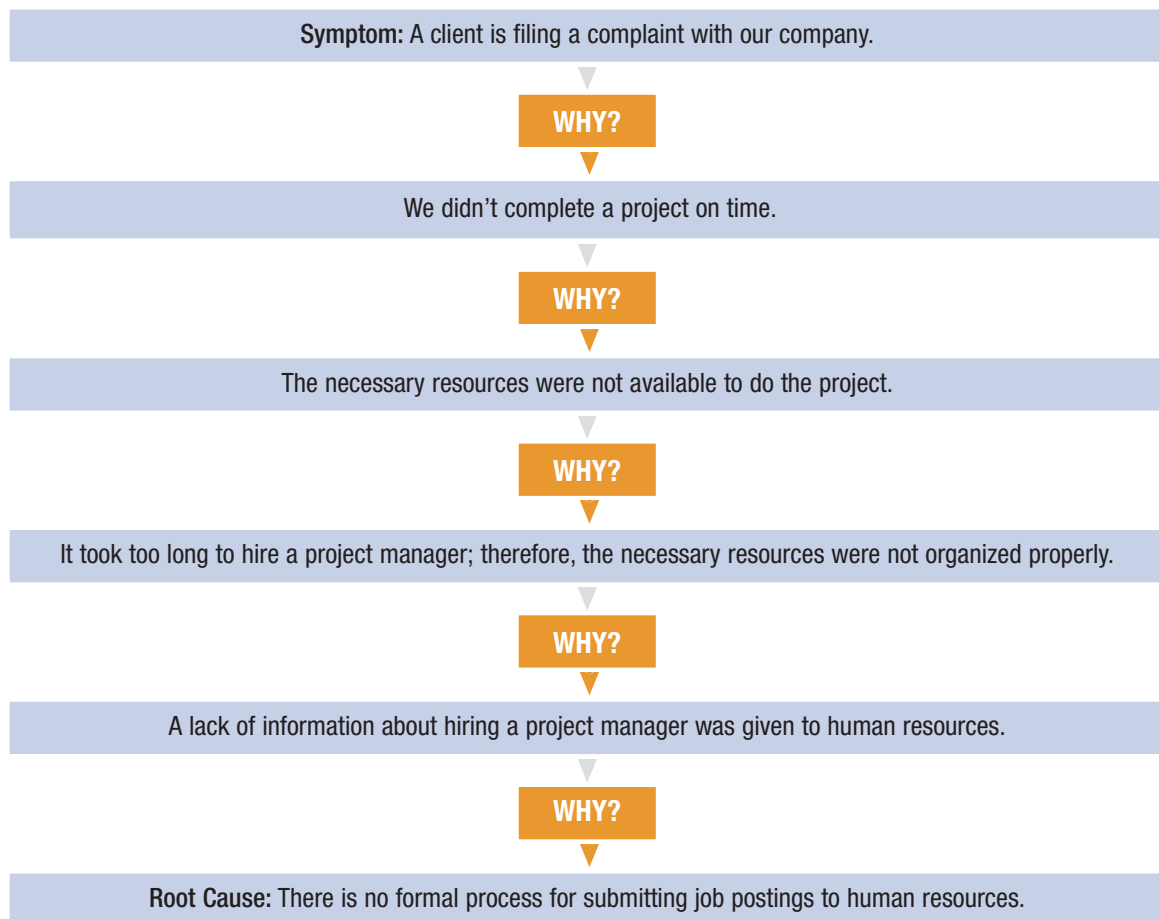 Symptom: A client is filing a complaint with our company.
WHY?
We didn’t complete a project on time.
WHY?
The necessary resources were not available to do the project.
WHY?
It took too long to hire a project manager; therefore, the necessary resources were not organized properly.
WHY?
A lack of information about hiring a project manager was given to human resources.
WHY?
Root Cause: There is no formal process for submitting job postings to human resources.